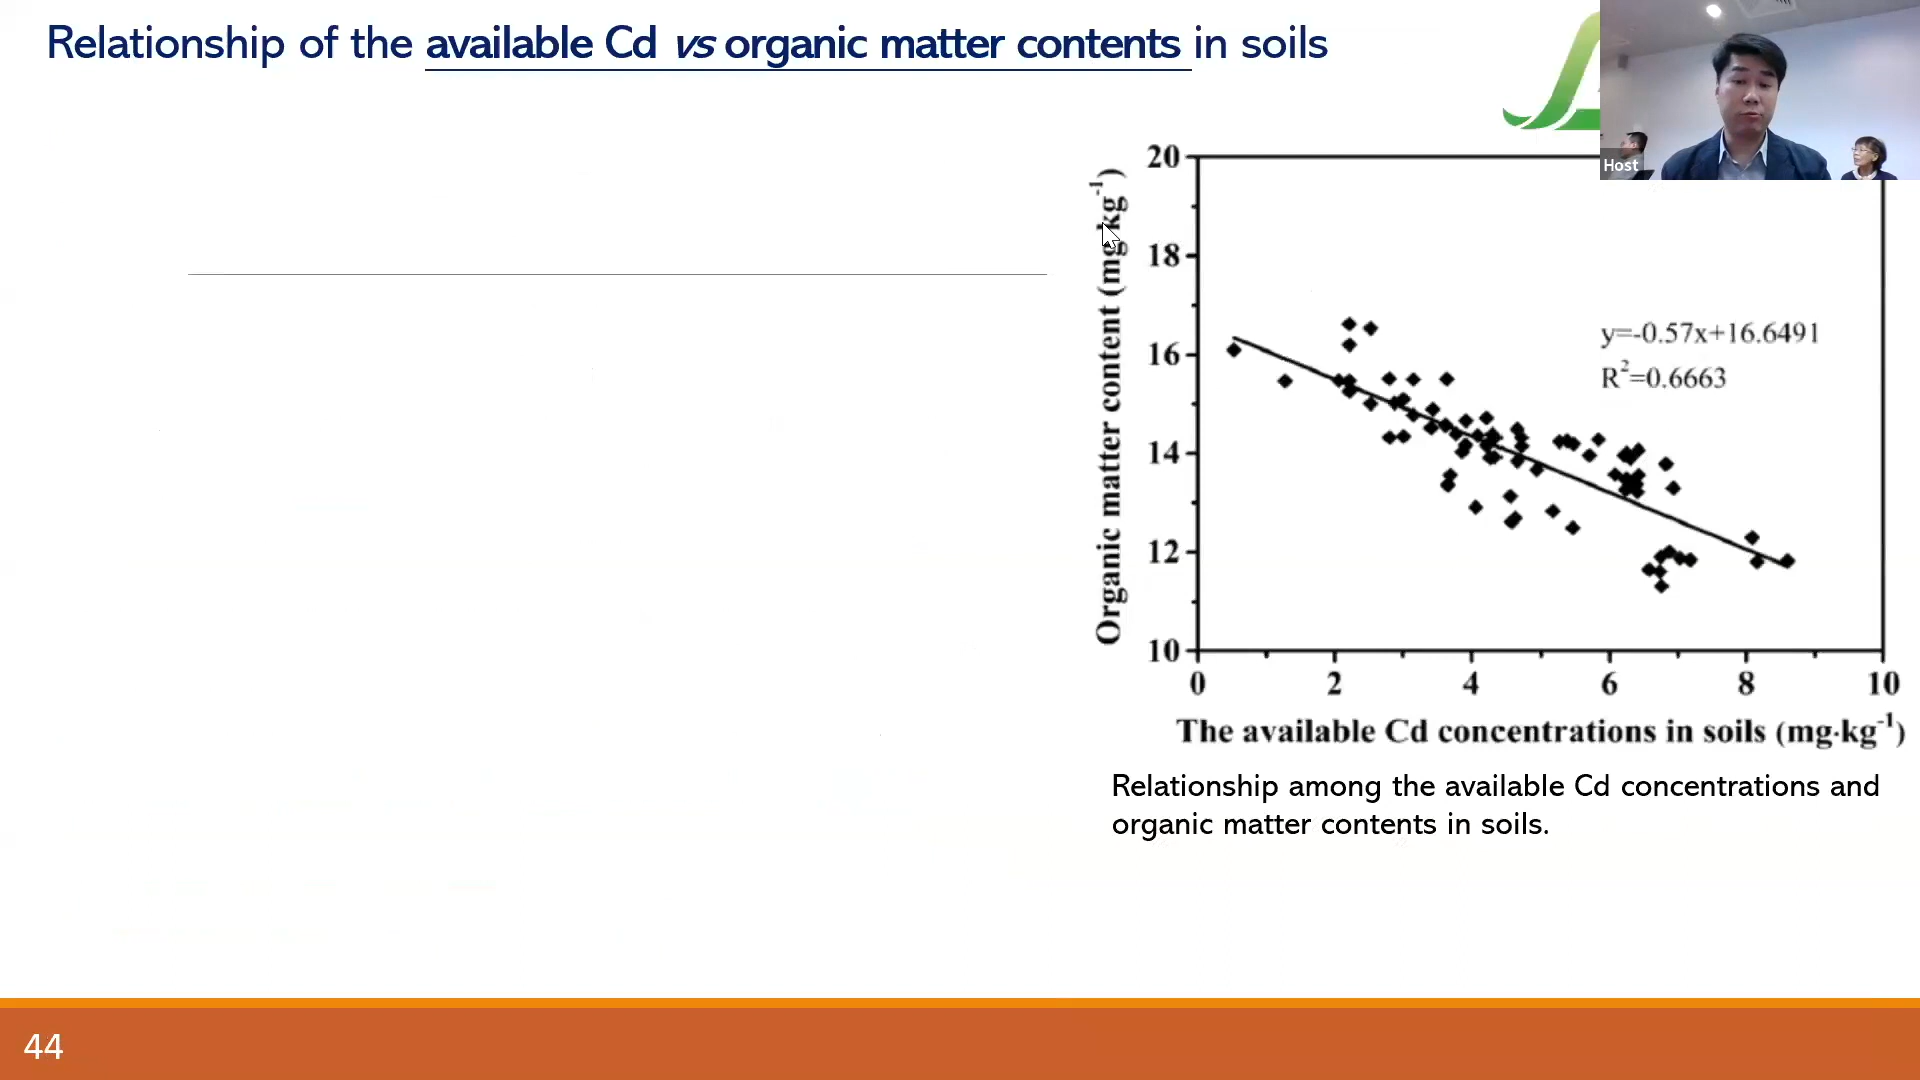 Relationship of the available Cd vs organic matter contents in soils
Host
20
18
16
14
12
10
Organic matter content (mg·kg⁻¹)
y=-0.57x+16.6491
R²=0.6663
0 2 4 6 8 10
The available Cd concentrations in soils (mg·kg⁻¹)
Relationship among the available Cd concentrations and
organic matter contents in soils.
44